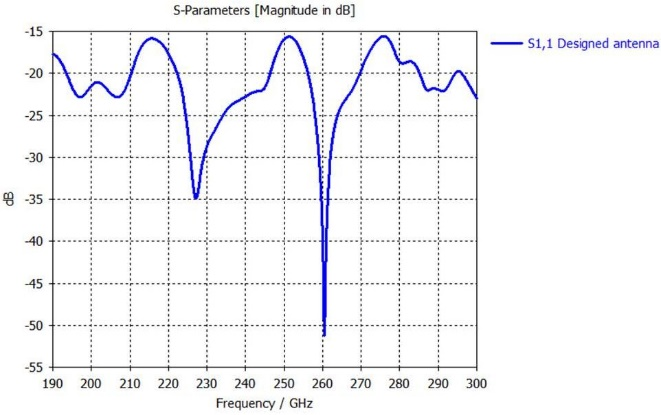 S-Parameters [Magnitude in dB]
-15
S1,1 Designed antenna
-20
-25
-30
-35
dB
-40
-45
-50
-55
190 200 210 220 230 240 250 260 270 280 290 300
Frequency / GHz